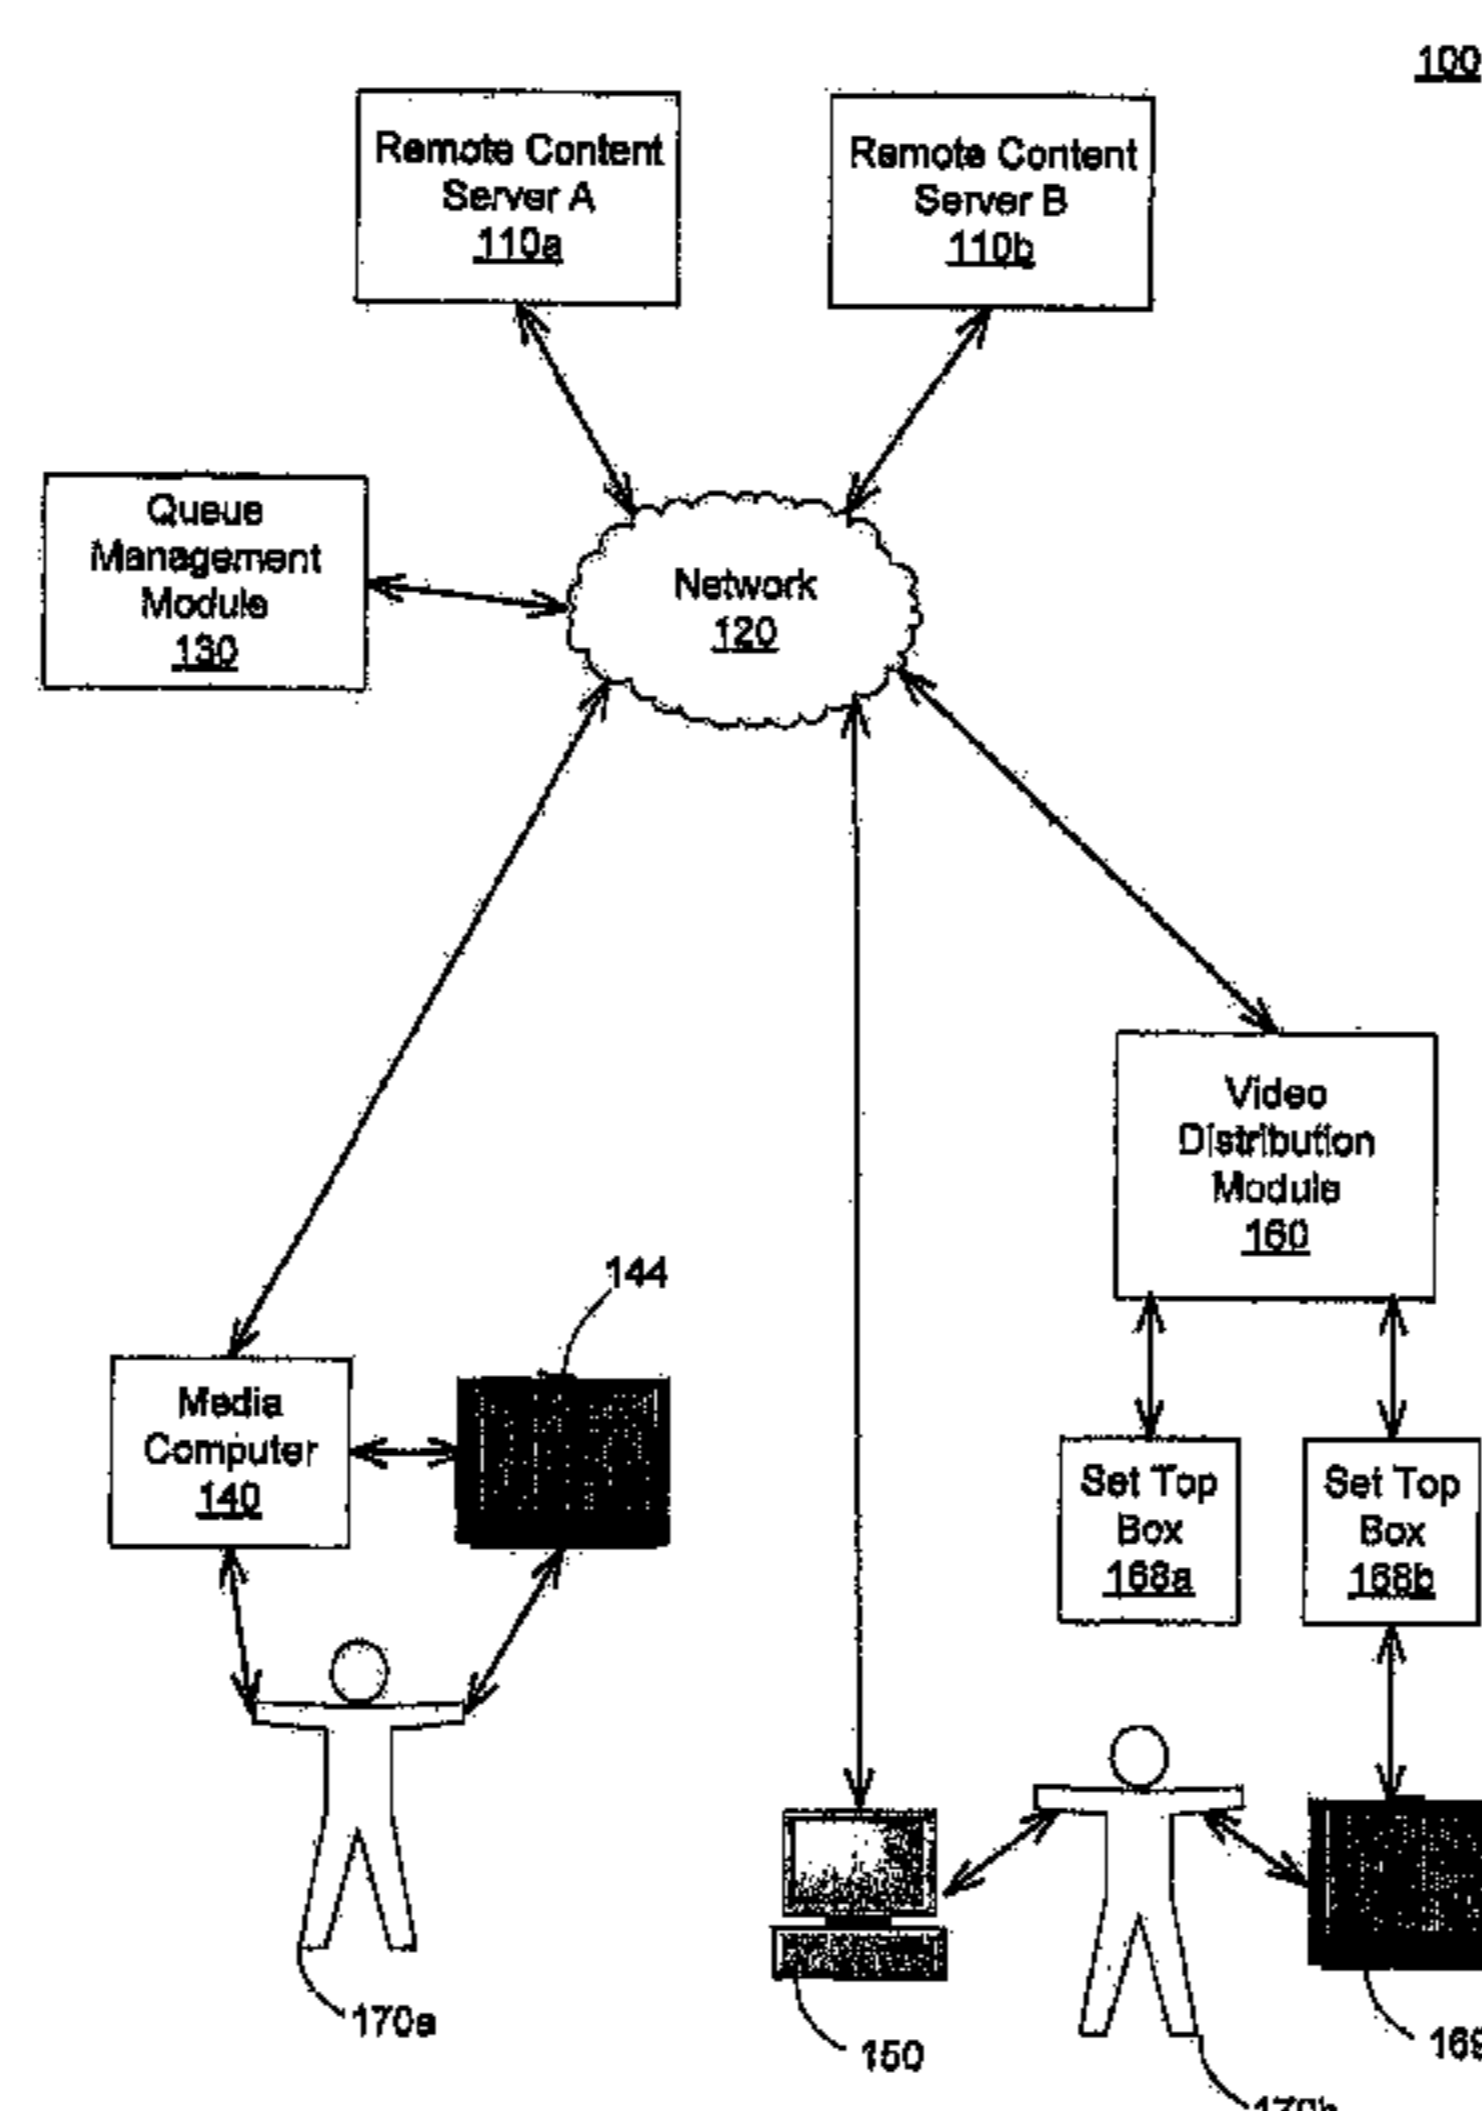 100
Remote Content
Server A
110a
Remote Content
Server B
110b
Queue
Management
Module
130
Network
120
Video
Distribution
Module
160
144
Media
Computer
140
Set Top
Box
168a
Set Top
Box
168b
170a
150
169